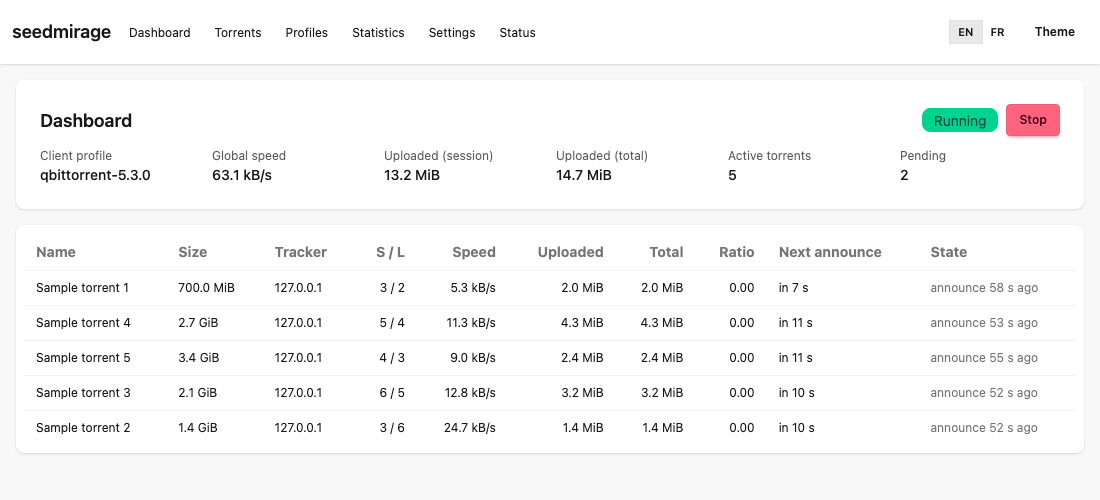 seedmirage Dashboard Torrents Profiles Statistics Settings Status EN FR Theme
Dashboard Running Stop
Client profile Global speed Uploaded (session) Uploaded (total) Active torrents Pending
qbittorrent-5.3.0 63.1 kB/s 13.2 MiB 14.7 MiB 5 2
Name Size Tracker S / L Speed Uploaded Total Ratio Next announce State
Sample torrent 1 700.0 MiB 127.0.0.1 3 / 2 5.3 kB/s 2.0 MiB 2.0 MiB 0.00 in 7 s announce 58 s ago
Sample torrent 4 2.7 GiB 127.0.0.1 5 / 4 11.3 kB/s 4.3 MiB 4.3 MiB 0.00 in 11 s announce 53 s ago
Sample torrent 5 3.4 GiB 127.0.0.1 4 / 3 9.0 kB/s 2.4 MiB 2.4 MiB 0.00 in 11 s announce 55 s ago
Sample torrent 3 2.1 GiB 127.0.0.1 6 / 5 12.8 kB/s 3.2 MiB 3.2 MiB 0.00 in 10 s announce 52 s ago
Sample torrent 2 1.4 GiB 127.0.0.1 3 / 6 24.7 kB/s 1.4 MiB 1.4 MiB 0.00 in 10 s announce 52 s ago